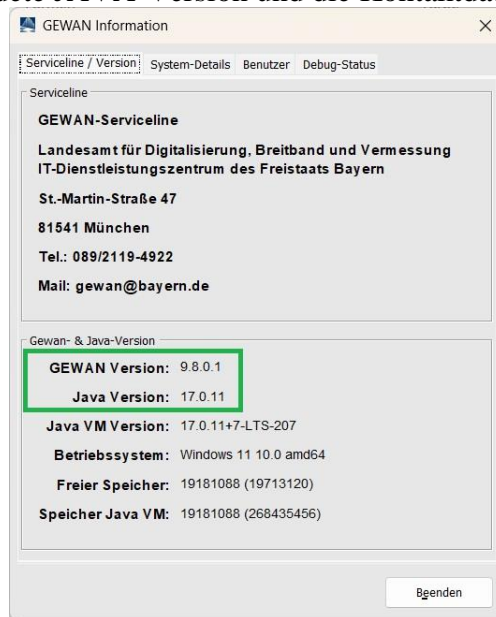 GEWAN Information
Serviceline / Version System-Details Benutzer Debug-Status
Serviceline
GEWAN-Serviceline
Landesamt für Digitalisierung, Breitband und Vermessung
IT-Dienstleistungszentrum des Freistaats Bayern
St.-Martin-Straße 47
81541 München
Tel.: 089/2119-4922
Mail: gewan@bayern.de
Gewan- & Java-Version
GEWAN Version: 9.8.0.1
Java Version: 17.0.11
Java VM Version: 17.0.11+7-LTS-207
Betriebssystem: Windows 11 10.0 amd64
Freier Speicher: 19181088 (19713120)
Speicher Java VM: 19181088 (268435456)
Beenden